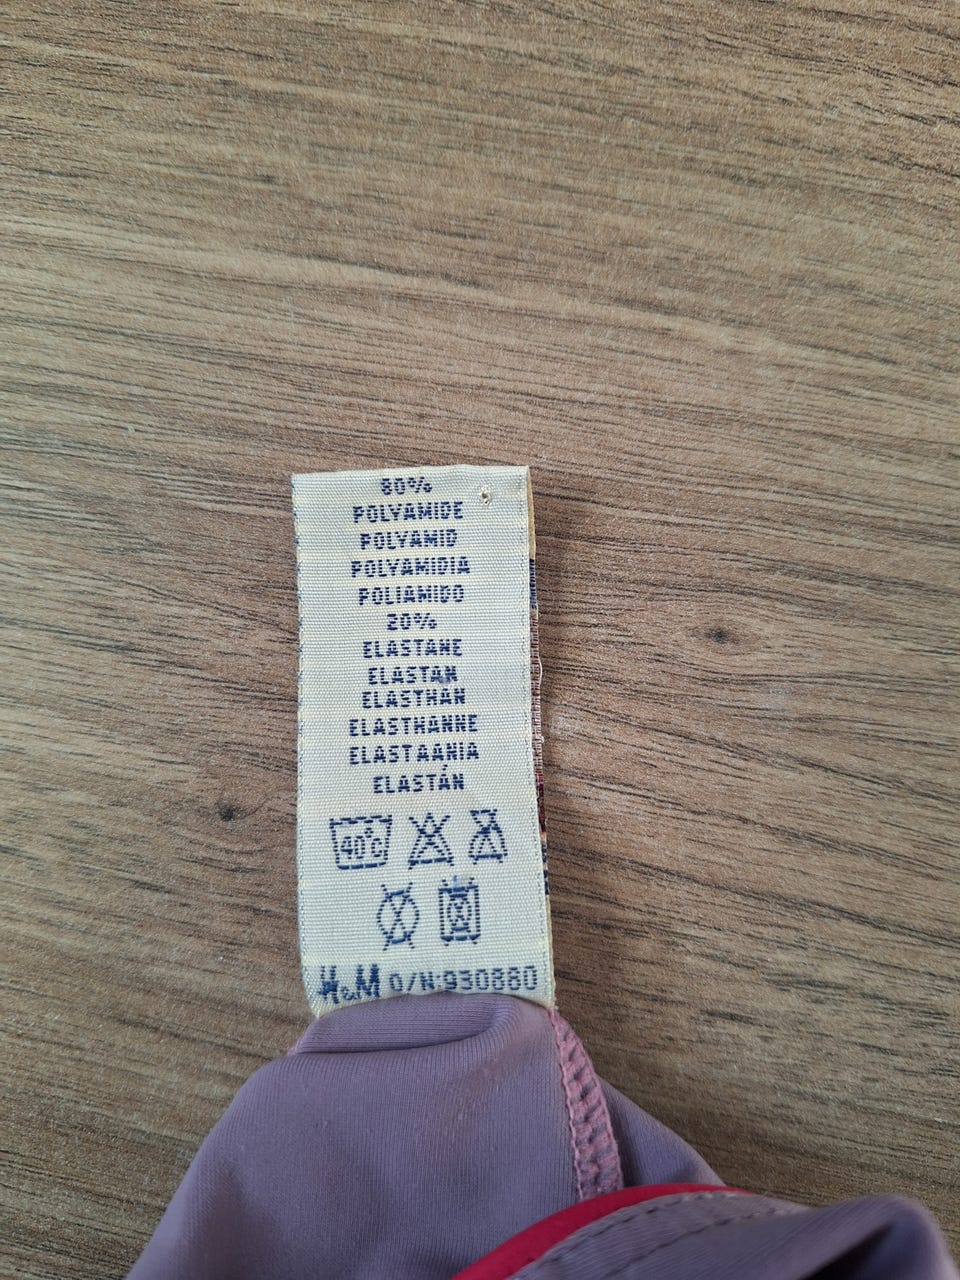 80%
POLYAMIDE
POLYAMID
POLYAMIDIA
POLIAMIDO
20%
ELASTANE
ELASTAN
ELASTHAN
ELASTHANNE
ELASTAANIA
ELASTÁN
40°C
H&M O/N:930880